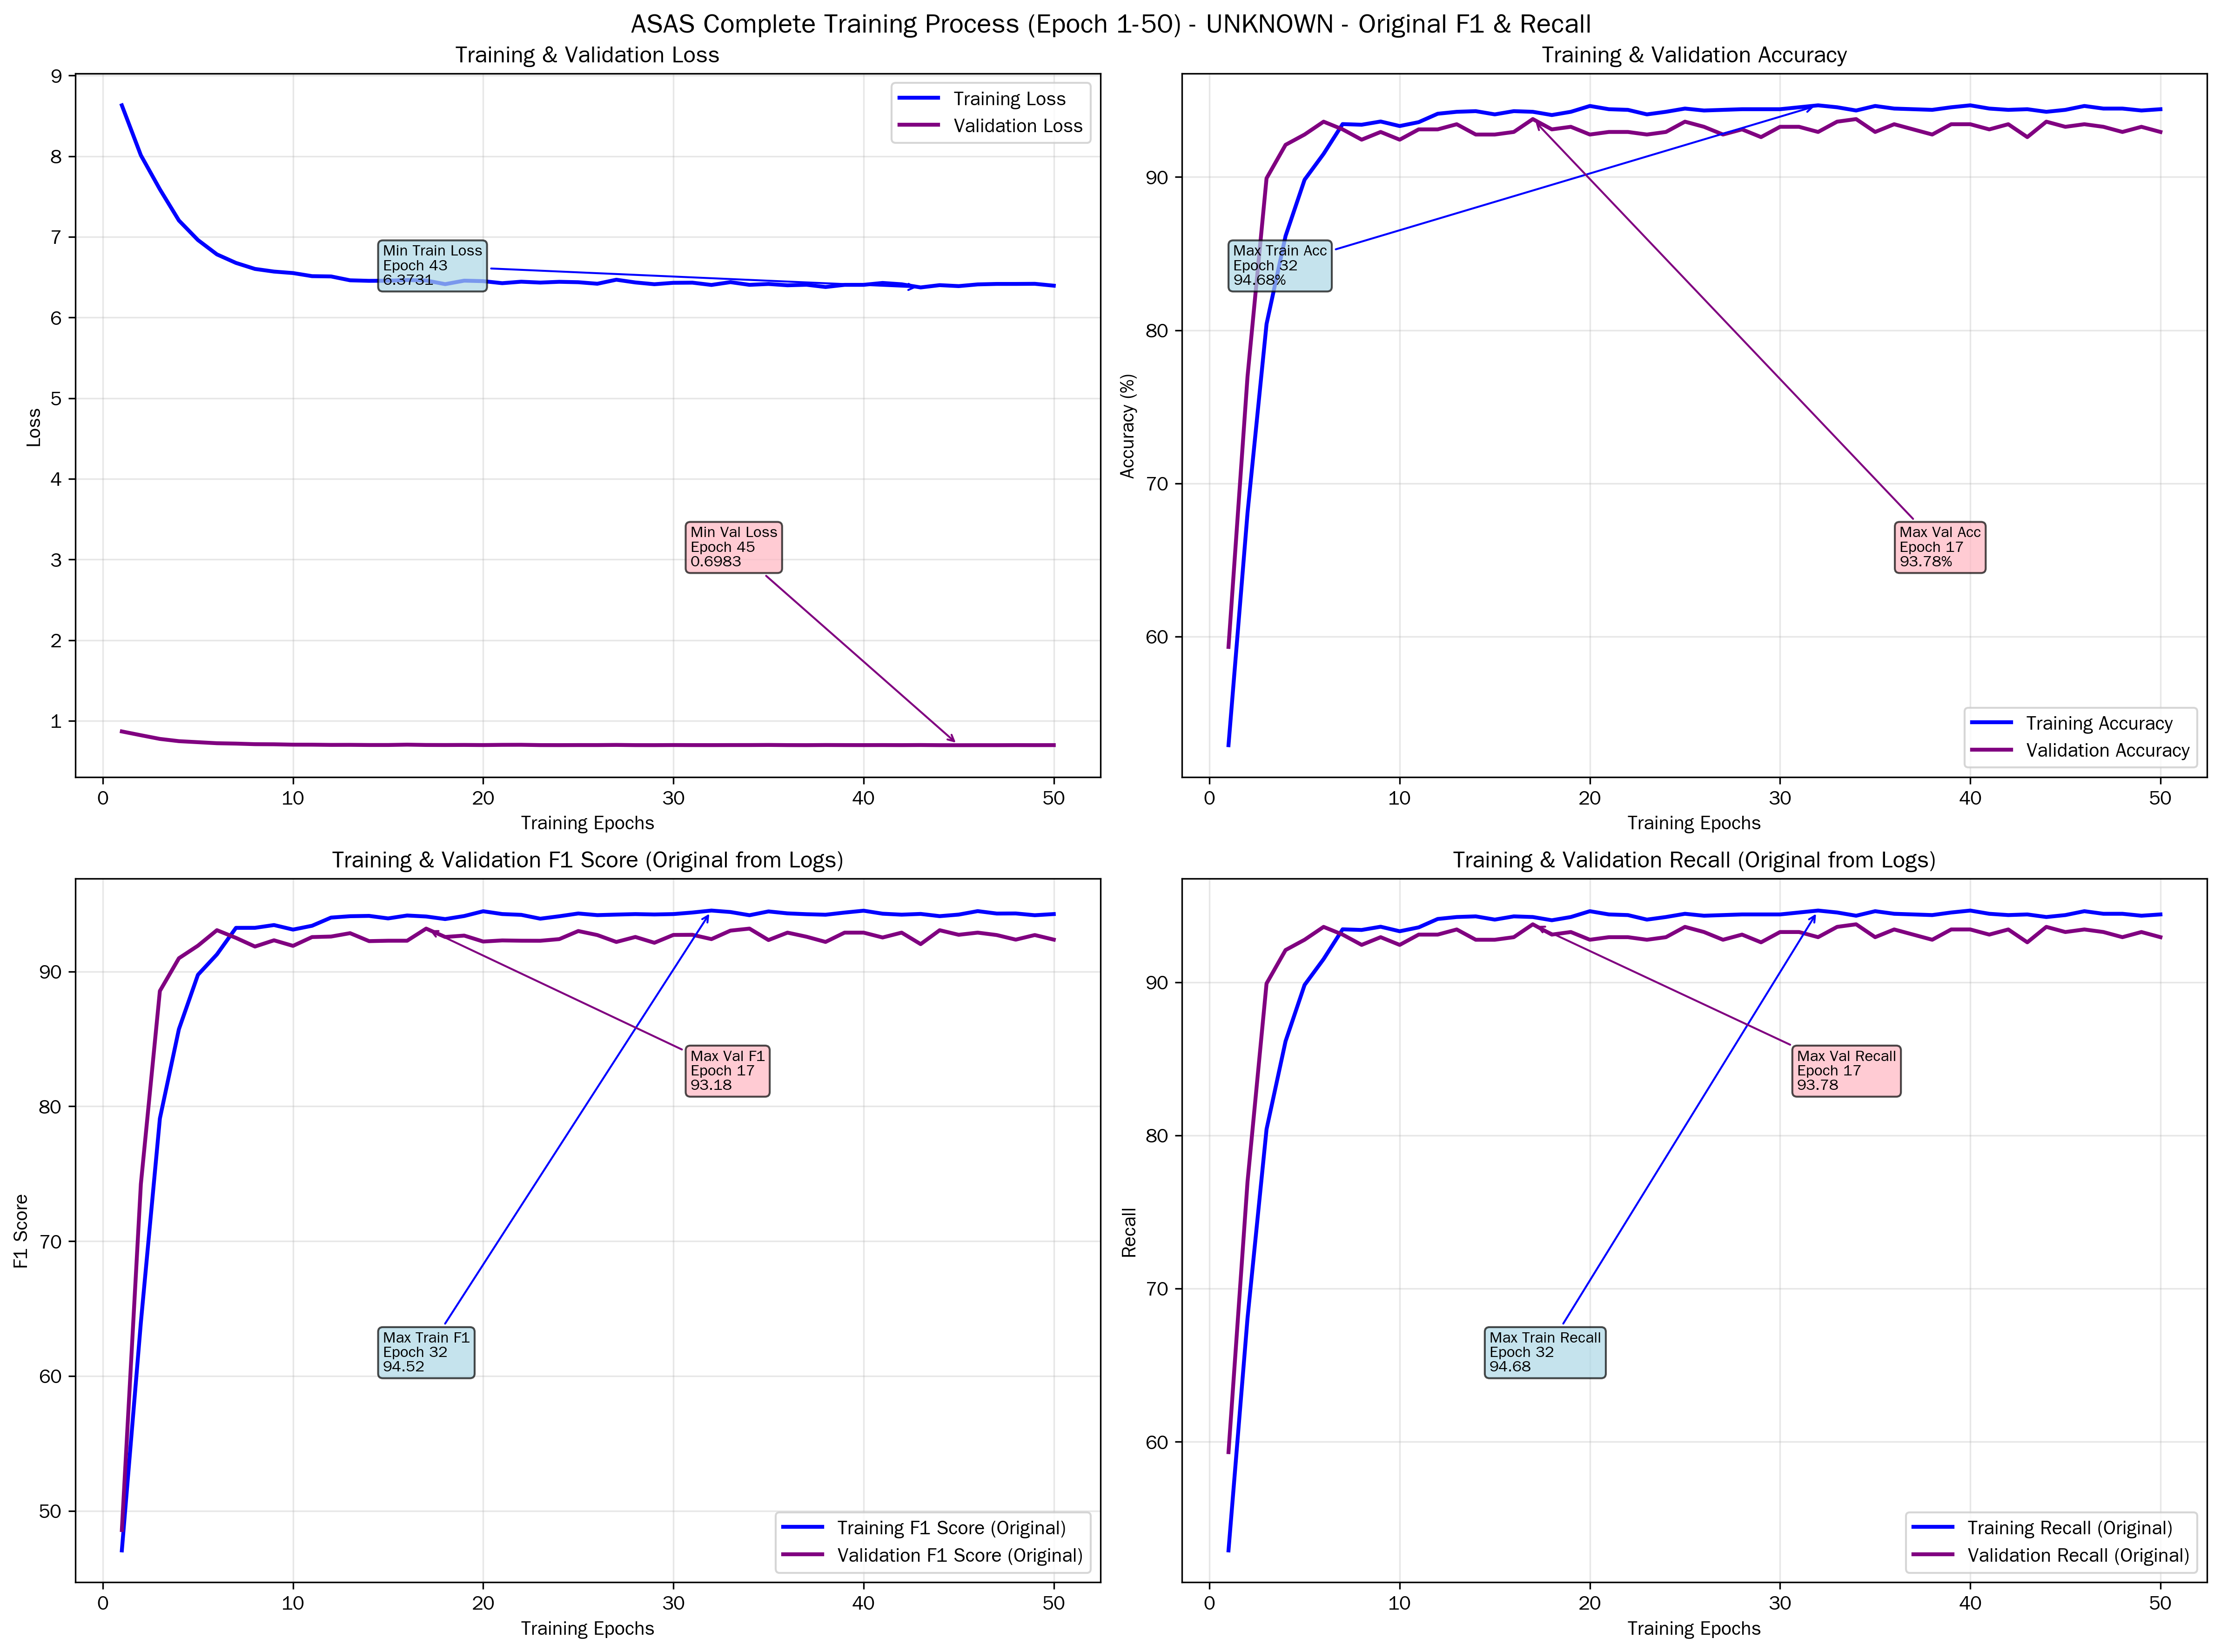 ASAS Complete Training Process (Epoch 1-50) - UNKNOWN - Original F1 & Recall
Training & Validation Loss
9
8
7
6
5
4
3
2
1
Loss
Training Loss
Validation Loss
Min Train Loss
Epoch 43
6.3731
Min Val Loss
Epoch 45
0.6983
0 10 20 30 40 50
Training Epochs
Training & Validation Accuracy
90
80
70
60
Accuracy (%)
Max Train Acc
Epoch 32
94.68%
Max Val Acc
Epoch 17
93.78%
Training Accuracy
Validation Accuracy
0 10 20 30 40 50
Training Epochs
Training & Validation F1 Score (Original from Logs)
90
80
70
60
50
F1 Score
Max Val F1
Epoch 17
93.18
Max Train F1
Epoch 32
94.52
Training F1 Score (Original)
Validation F1 Score (Original)
0 10 20 30 40 50
Training Epochs
Training & Validation Recall (Original from Logs)
90
80
70
60
Recall
Max Val Recall
Epoch 17
93.78
Max Train Recall
Epoch 32
94.68
Training Recall (Original)
Validation Recall (Original)
0 10 20 30 40 50
Training Epochs